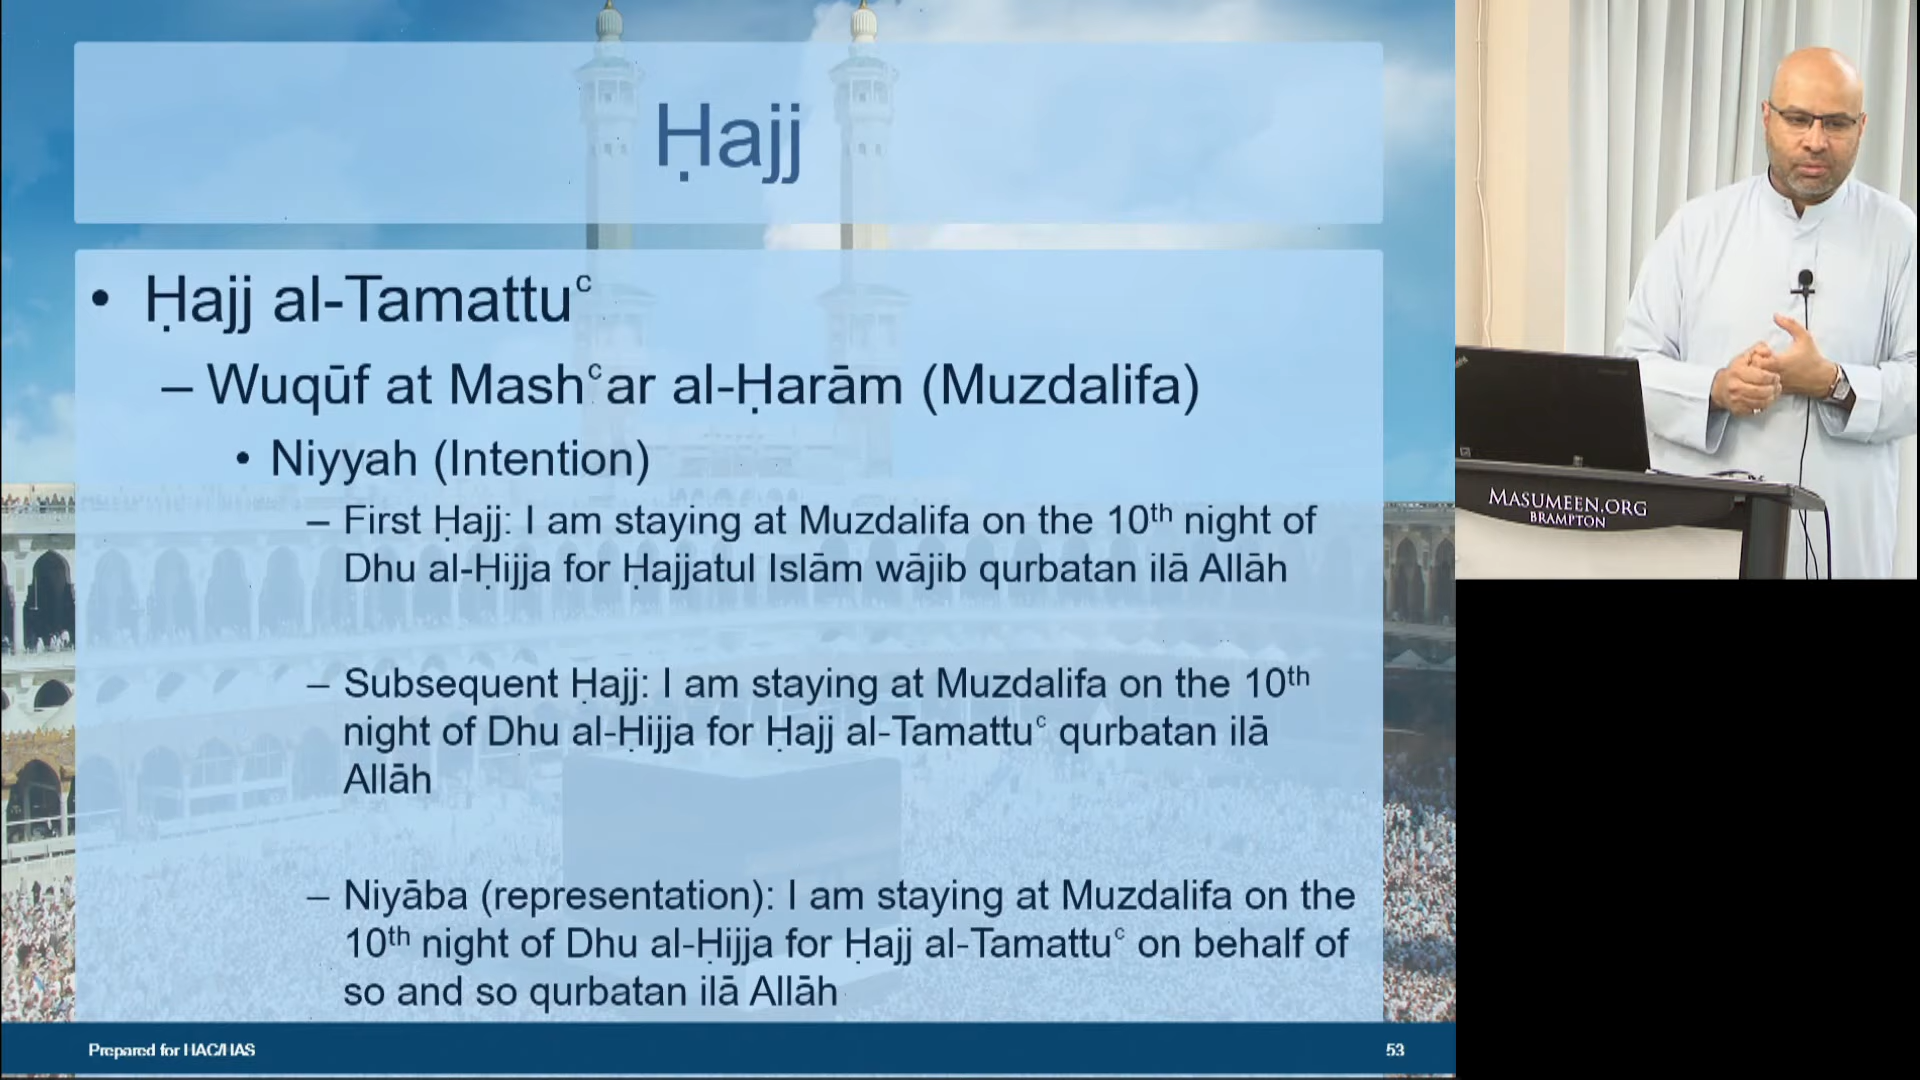 Ḥajj
• Ḥajj al-Tamattuᶜ
– Wuqūf at Mashᶜar al-Ḥarām (Muzdalifa)
• Niyyah (Intention)
– First Ḥajj: I am staying at Muzdalifa on the 10th night of
Dhu al-Ḥijja for Ḥajjatul Islām wājib qurbatan ilā Allāh
– Subsequent Ḥajj: I am staying at Muzdalifa on the 10th
night of Dhu al-Ḥijja for Ḥajj al-Tamattuᶜ qurbatan ilā
Allāh
– Niyāba (representation): I am staying at Muzdalifa on the
10th night of Dhu al-Ḥijja for Ḥajj al-Tamattuᶜ on behalf of
so and so qurbatan ilā Allāh
Prepared for HAC/IAS
53
MASUMEEN.ORG
BRAMPTON